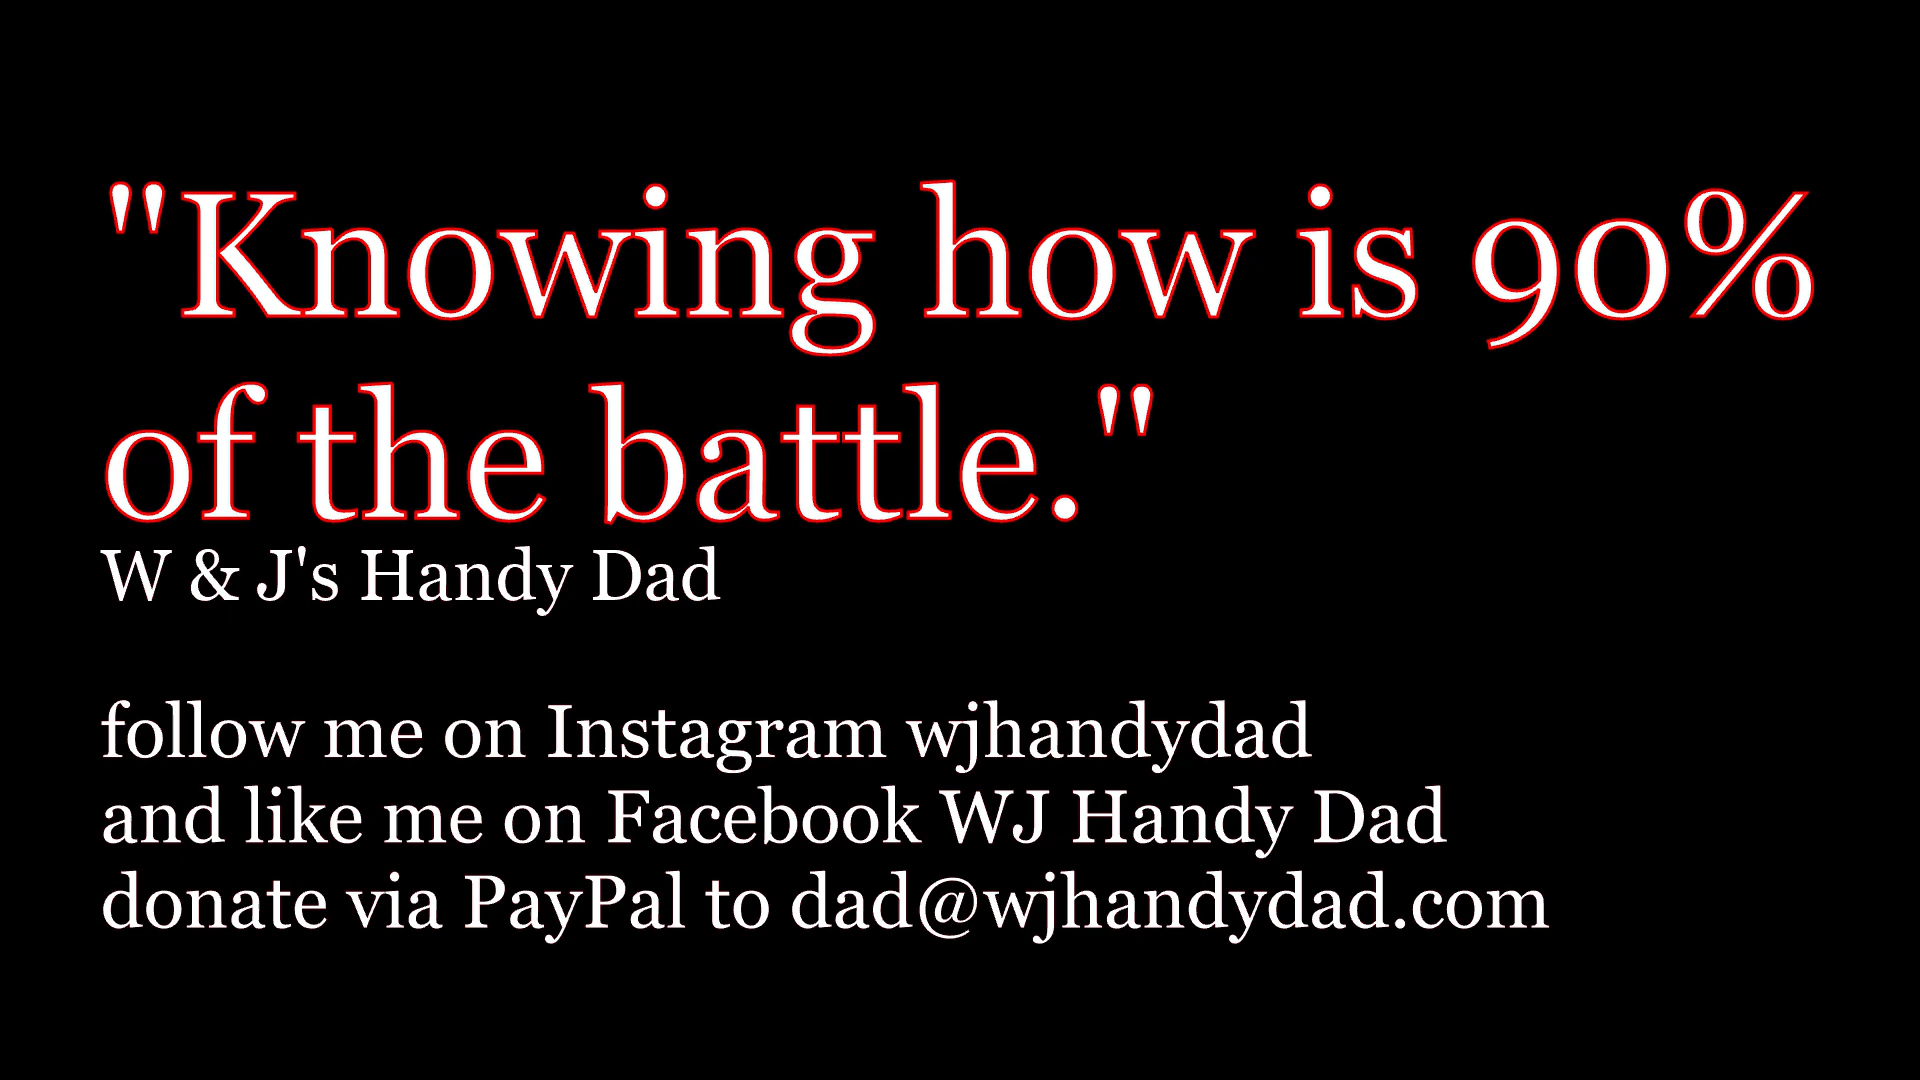 "Knowing how is 90%
of the battle."
W & J's Handy Dad
follow me on Instagram wjhandydad
and like me on Facebook WJ Handy Dad
donate via PayPal to dad@wjhandydad.com